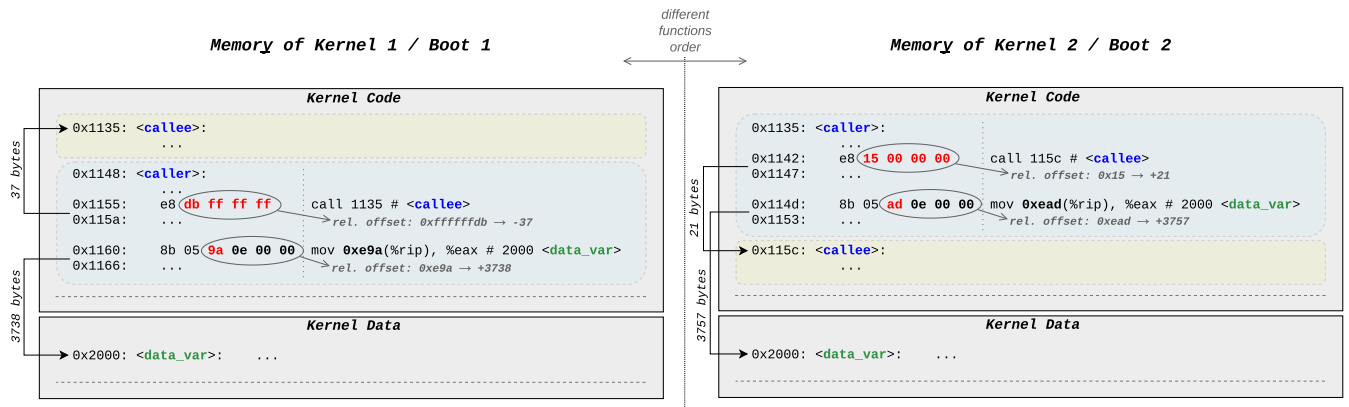 different
functions
order
Memory of Kernel 1 / Boot 1
Kernel Code
37 bytes
0x1135: <callee>:
...
0x1148: <caller>:
...
0x1155: e8 db ff ff ff call 1135 # <callee>
0x115a: ... rel. offset: 0xffffffdb → -37
0x1160: 8b 05 9a 0e 00 00 mov 0xe9a(%rip), %eax # 2000 <data_var>
0x1166: ... rel. offset: 0xe9a → +3738
3738 bytes
Kernel Data
0x2000: <data_var>: ...
Memory of Kernel 2 / Boot 2
Kernel Code
0x1135: <caller>:
...
0x1142: e8 15 00 00 00 call 115c # <callee>
0x1147: ... rel. offset: 0x15 → +21
21 bytes
0x114d: 8b 05 ad 0e 00 00 mov 0xead(%rip), %eax # 2000 <data_var>
0x1153: ... rel. offset: 0xead → +3757
0x115c: <callee>:
...
3757 bytes
Kernel Data
0x2000: <data_var>: ...